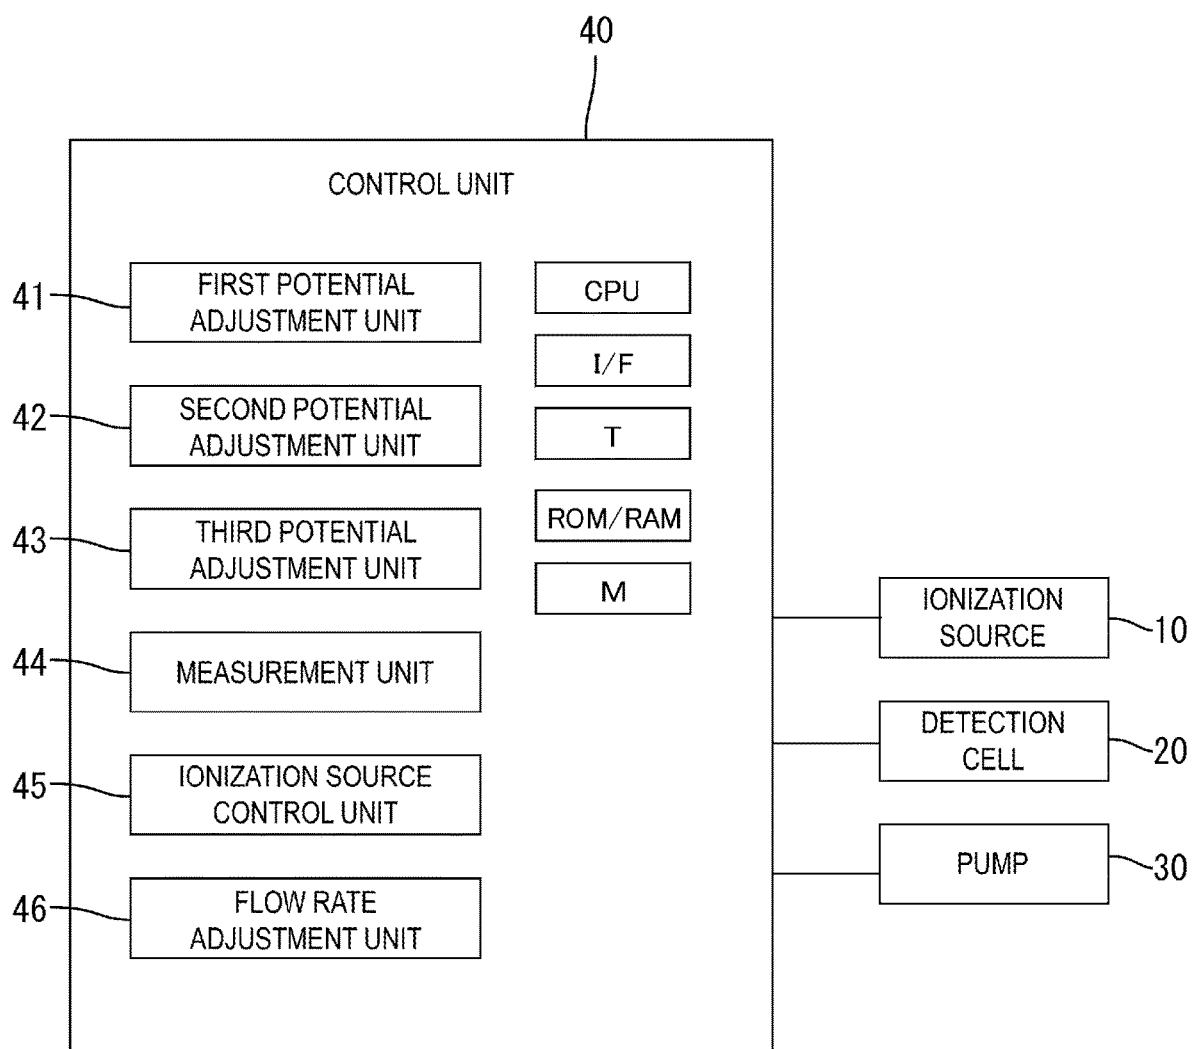 40
CONTROL UNIT
41
FIRST POTENTIAL
ADJUSTMENT UNIT
42
SECOND POTENTIAL
ADJUSTMENT UNIT
43
THIRD POTENTIAL
ADJUSTMENT UNIT
44
MEASUREMENT UNIT
45
IONIZATION SOURCE
CONTROL UNIT
46
FLOW RATE
ADJUSTMENT UNIT
CPU
I/F
T
ROM/RAM
M
IONIZATION
SOURCE
10
DETECTION
CELL
20
PUMP
30